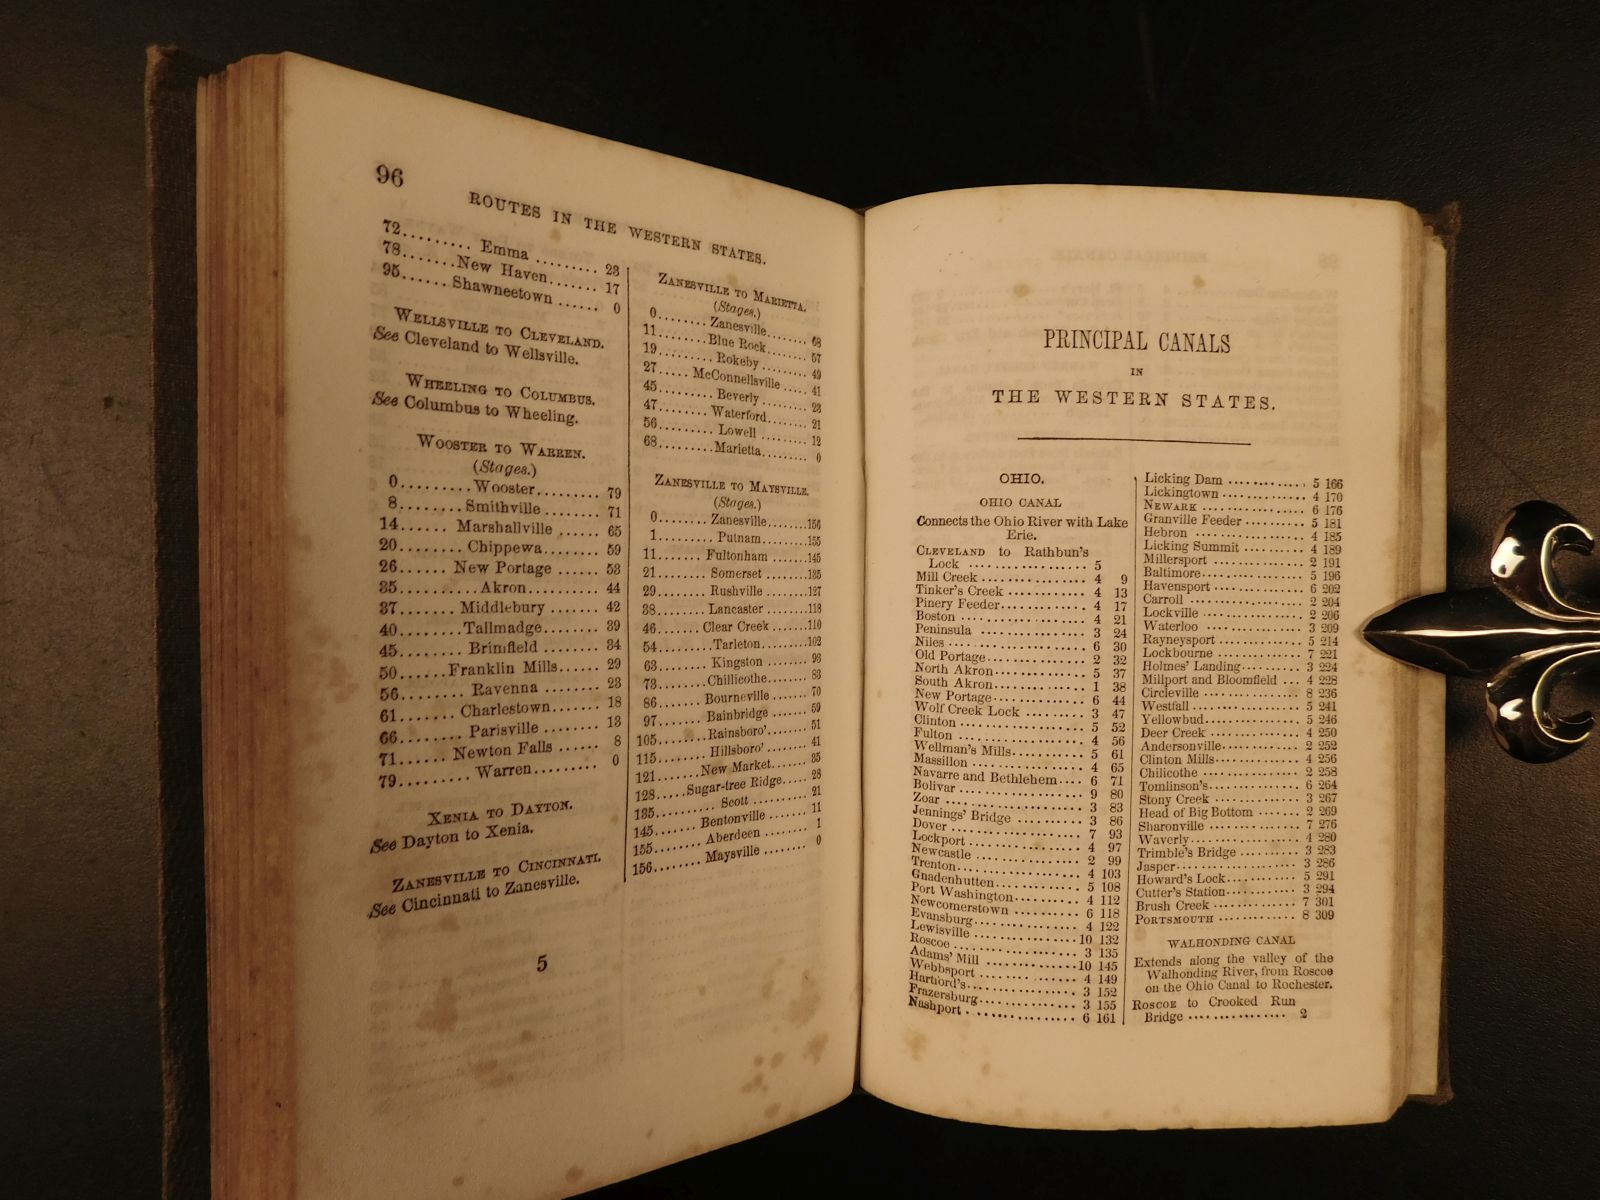 96
ROUTES IN THE WESTERN STATES.
72......... Emma ......... 23
78.......New Haven....... 17
95...... Shawneetown ...... 0
WELLSVILLE TO CLEVELAND.
See Cleveland to Wellsville.
WHEELING TO COLUMBUS.
See Columbus to Wheeling.
WOOSTER TO WARREN.
(Stages.)
0..........Wooster......... 79
8......... Smithville ........ 71
14...... Marshallville ...... 65
20......... Chippewa........ 59
26....... New Portage ...... 53
35..........Akron.......... 44
37........ Middlebury ....... 42
40.........Tallmadge........ 39
45......... Brimfield ........ 34
50......Franklin Mills...... 29
56.......... Ravenna ........ 23
61........ Charlestown....... 18
66......... Parisville ........ 13
71...... Newton Falls ...... 8
79.......... Warren......... 0
XENIA TO DAYTON.
See Dayton to Xenia.
ZANESVILLE TO CINCINNATI.
See Cincinnati to Zanesville.
5
ZANESVILLE TO MARIETTA.
(Stages.)
0........ Zanesville........ 68
11........Blue Rock........ 57
19......... Rokeby ......... 49
27..... McConnellsville ..... 41
45......... Beverly ........ 23
47........ Waterford........ 21
56......... Lowell ......... 12
68......... Marietta......... 0
ZANESVILLE TO MAYSVILLE.
(Stages.)
0........ Zanesville .......156
1......... Putnam........155
11....... Fultonham .......145
21........ Somerset ........135
29........ Rushville .......127
38....... Lancaster .......118
46....... Clear Creek .......110
54........ Tarleton........102
63........ Kingston ........ 93
73.......Chillicothe........ 83
86....... Bourneville ....... 70
97....... Bainbridge ....... 59
105........Rainsboro'........ 51
115....... Hillsboro' ........ 41
121...... New Market...... 35
128.....Sugar-tree Ridge..... 28
135......... Scott .......... 21
145....... Bentonville ....... 11
155........ Aberdeen ........ 1
156........ Maysville ........ 0
PRINCIPAL CANALS
IN
THE WESTERN STATES.
OHIO.
OHIO CANAL
Connects the Ohio River with Lake
Erie.
CLEVELAND to Rathbun's
Lock ................. 5
Mill Creek ............... 4 9
Tinker's Creek ........... 4 13
Pinery Feeder............ 4 17
Boston .................. 4 21
Peninsula ............... 3 24
Niles .................... 6 30
Old Portage.............. 2 32
North Akron............. 5 37
South Akron............. 1 38
New Portage............. 6 44
Wolf Creek Lock ......... 3 47
Clinton .................. 5 52
Fulton ................... 4 56
Wellman's Mills.......... 5 61
Massillon ................ 4 65
Navarre and Bethlehem.... 6 71
Bolivar .................. 9 80
Zoar ..................... 3 83
Jennings' Bridge ......... 3 86
Dover ................... 7 93
Lockport ................ 4 97
Newcastle ............... 2 99
Trenton.................. 4 103
Gnadenhutten............ 5 108
Port Washington.......... 4 112
Newcomerstown .......... 6 118
Evansburg................ 4 122
Lewisville ............... 10 132
Roscoe ................... 3 135
Adams' Mill .............10 145
Webbsport ............... 4 149
Hartford's................ 3 152
Frazersburg.............. 3 155
Nashport ................ 6 161
Licking Dam ............. 5 166
Lickingtown ............. 4 170
NEWARK ................. 6 176
Granville Feeder ......... 5 181
Hebron .................. 4 185
Licking Summit .......... 4 189
Millersport ............... 2 191
Baltimore................. 5 196
Havensport .............. 6 202
Carroll ................... 2 204
Lockville ................ 2 206
Waterloo ................ 3 209
Rayneysport ............. 5 214
Lockbourne .............. 7 221
Holmes' Landing.......... 3 224
Millport and Bloomfield ... 4 228
Circleville ............... 8 236
Westfall .................. 5 241
Yellowbud................ 5 246
Deer Creek .............. 4 250
Andersonville............. 2 252
Clinton Mills............. 4 256
Chilicothe ............... 2 258
Tomlinson's.............. 6 264
Stony Creek .............. 3 267
Head of Big Bottom ...... 2 269
Sharonville ............... 7 276
Waverly.................. 4 280
Trimble's Bridge .......... 3 283
Jasper.................... 3 286
Howard's Lock........... 5 291
Cutter's Station........... 3 294
Brush Creek ............. 7 301
PORTSMOUTH ............. 8 309
WALHONDING CANAL
Extends along the valley of the
Walhonding River, from Roscoe
on the Ohio Canal to Rochester.
ROSCOE to Crooked Run
Bridge ................ 2